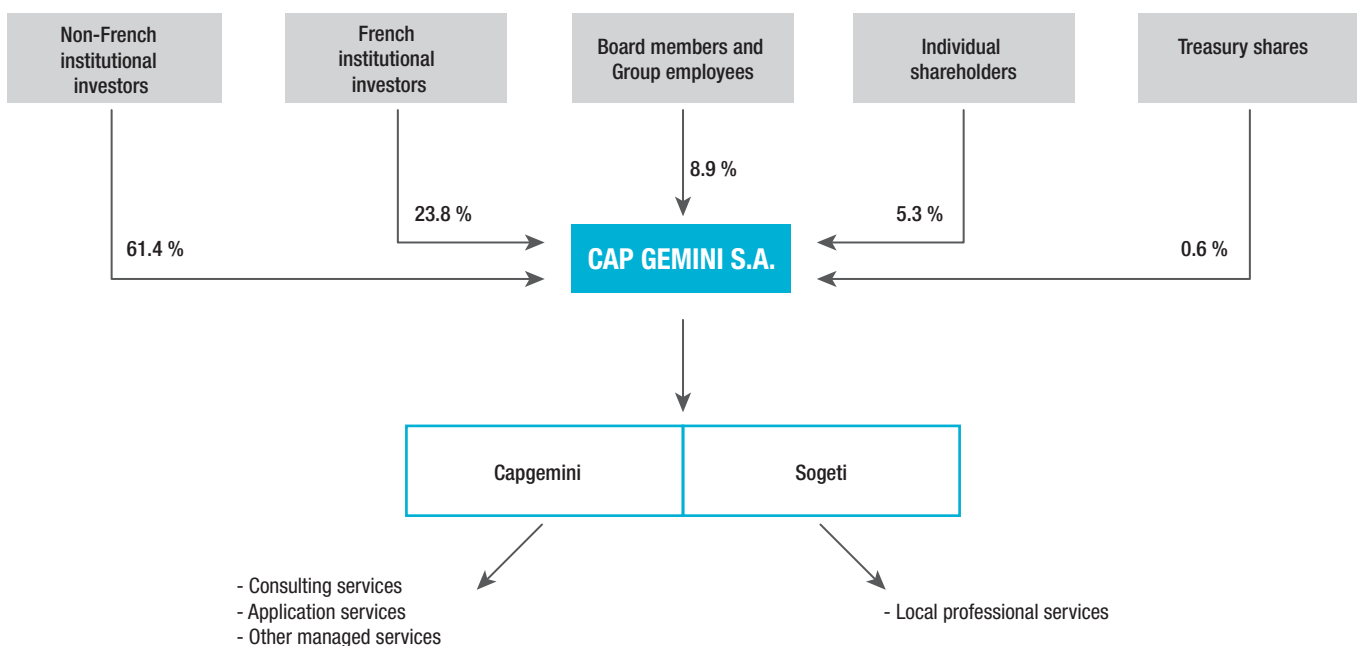 Non-French
institutional
investors
French
institutional
investors
Board members and
Group employees
Individual
shareholders
Treasury shares
8.9 %
23.8 %
5.3 %
61.4 %
0.6 %
CAP GEMINI S.A.
Capgemini
Sogeti
- Consulting services
- Application services
- Other managed services
- Local professional services